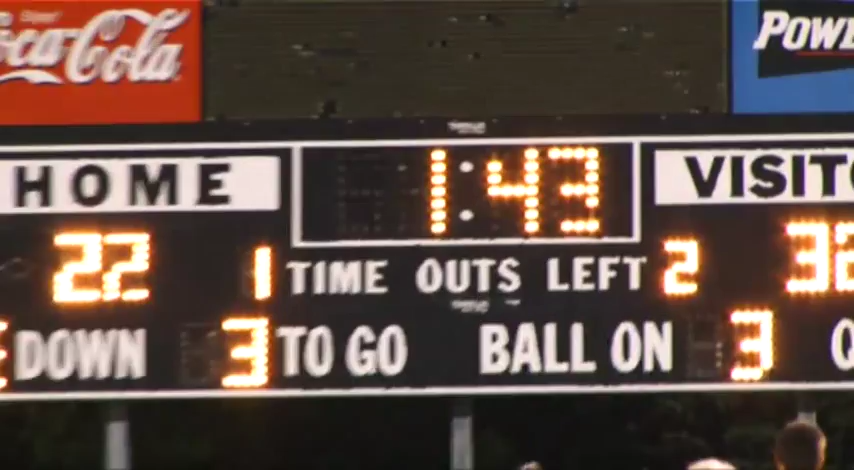 Coca-Cola
POWE
HOME 1:43 VISITO
22 1 TIME OUTS LEFT 2 32
DOWN 3 TO GO BALL ON 3 Q